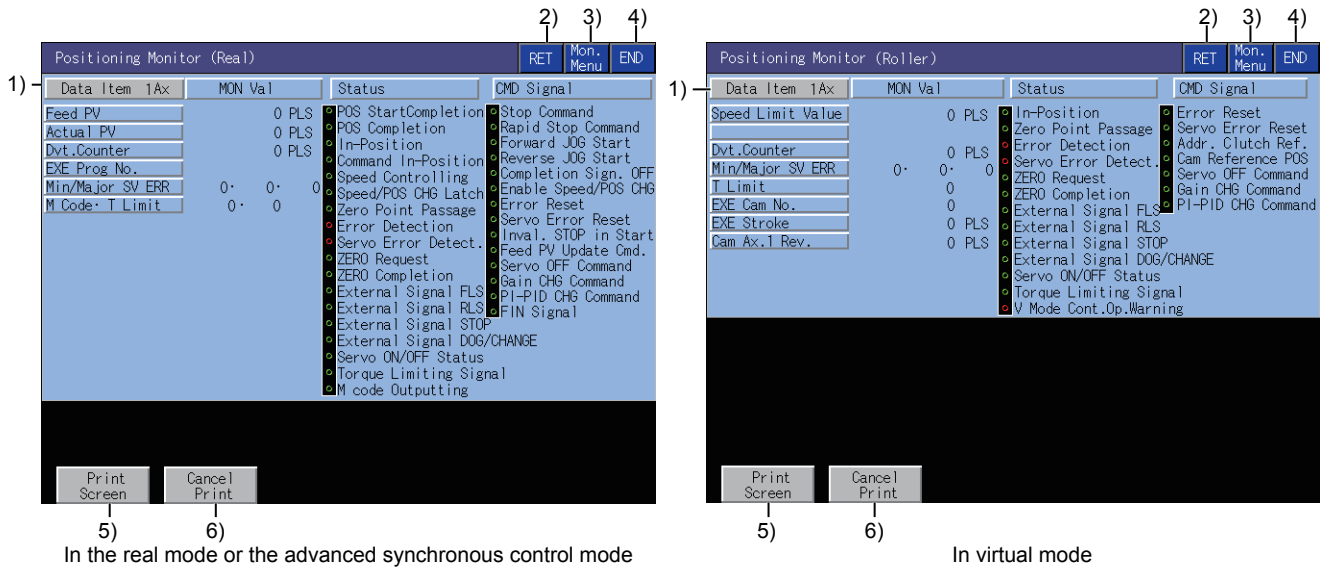 2) 3) 4)
Positioning Monitor (Real) RET Mon. Menu END
1)
Data Item 1Ax MON Val Status CMD Signal
Feed PV 0 PLS
Actual PV 0 PLS
Dvt.Counter 0 PLS
EXE Prog No.
Min/Major SV ERR 0· 0· 0
M Code· T Limit 0· 0
POS StartCompletion
POS Completion
In-Position
Command In-Position
Speed Controlling
Speed/POS CHG Latch
Zero Point Passage
Error Detection
Servo Error Detect.
ZERO Request
ZERO Completion
External Signal FLS
External Signal RLS
External Signal STOP
External Signal DOG/CHANGE
Servo ON/OFF Status
Torque Limiting Signal
M code Outputting
Stop Command
Rapid Stop Command
Forward JOG Start
Reverse JOG Start
Completion Sign. OFF
Enable Speed/POS CHG
Error Reset
Servo Error Reset
Inval. STOP in Start
Feed PV Update Cmd.
Servo OFF Command
Gain CHG Command
PI-PID CHG Command
FIN Signal
Print Screen
Cancel Print
5) 6)
In the real mode or the advanced synchronous control mode
2) 3) 4)
Positioning Monitor (Roller) RET Mon. Menu END
1)
Data Item 1Ax MON Val Status CMD Signal
Speed Limit Value 0 PLS
Dvt.Counter 0 PLS
Min/Major SV ERR 0· 0· 0
T Limit 0
EXE Cam No. 0
EXE Stroke 0 PLS
Cam Ax.1 Rev. 0 PLS
In-Position
Zero Point Passage
Error Detection
Servo Error Detect.
ZERO Request
ZERO Completion
External Signal FLS
External Signal RLS
External Signal STOP
External Signal DOG/CHANGE
Servo ON/OFF Status
Torque Limiting Signal
V Mode Cont.Op.Warning
Error Reset
Servo Error Reset
Addr. Clutch Ref.
Cam Reference POS
Servo OFF Command
Gain CHG Command
PI-PID CHG Command
Print Screen
Cancel Print
5) 6)
In virtual mode